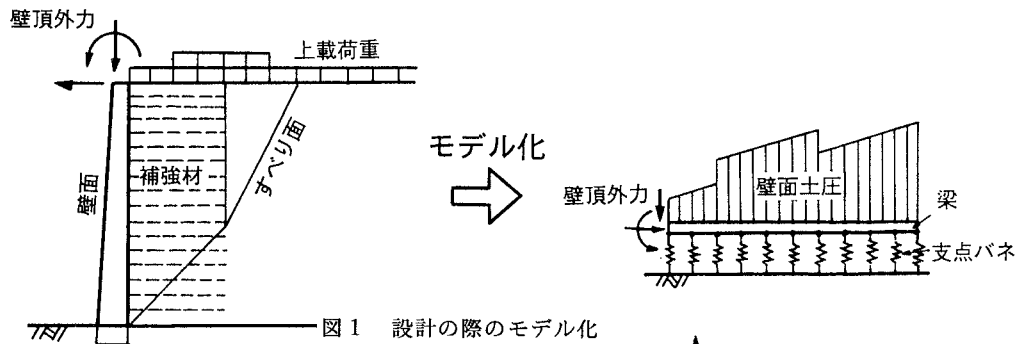 壁頂外力
上載荷重
補強材
壁面
すべり面
モデル化
壁頂外力
壁面土圧
梁
支点バネ
図1 設計の際のモデル化